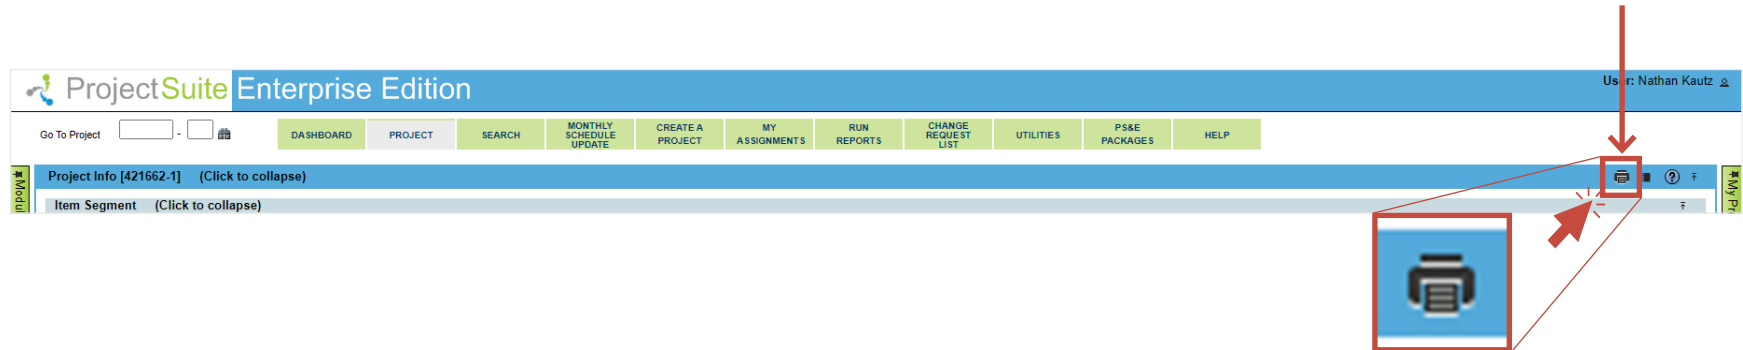 ProjectSuite Enterprise Edition
User: Nathan Kautz
Go To Project
-
DASHBOARD
PROJECT
SEARCH
MONTHLY
SCHEDULE
UPDATE
CREATE A
PROJECT
MY
ASSIGNMENTS
RUN
REPORTS
CHANGE
REQUEST
LIST
UTILITIES
PS&E
PACKAGES
HELP
Project Info [421662-1] (Click to collapse)
?
Item Segment (Click to collapse)
My